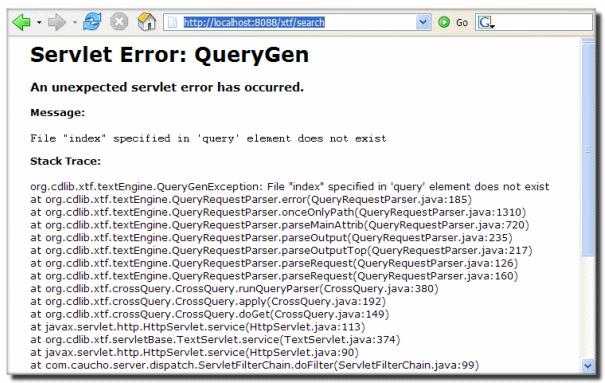 http://localhost:8088/xtf/search Go G
Servlet Error: QueryGen
An unexpected servlet error has occurred.
Message:
File "index" specified in 'query' element does not exist
Stack Trace:
org.cdlib.xtf.textEngine.QueryGenException: File "index" specified in 'query' element does not exist
at org.cdlib.xtf.textEngine.QueryRequestParser.error(QueryRequestParser.java:185)
at org.cdlib.xtf.textEngine.QueryRequestParser.onceOnlyPath(QueryRequestParser.java:1310)
at org.cdlib.xtf.textEngine.QueryRequestParser.parseMainAttrib(QueryRequestParser.java:720)
at org.cdlib.xtf.textEngine.QueryRequestParser.parseOutput(QueryRequestParser.java:235)
at org.cdlib.xtf.textEngine.QueryRequestParser.parseOutputTop(QueryRequestParser.java:217)
at org.cdlib.xtf.textEngine.QueryRequestParser.parseRequest(QueryRequestParser.java:126)
at org.cdlib.xtf.textEngine.QueryRequestParser.parseRequest(QueryRequestParser.java:160)
at org.cdlib.xtf.crossQuery.CrossQuery.runQueryParser(CrossQuery.java:380)
at org.cdlib.xtf.crossQuery.CrossQuery.apply(CrossQuery.java:192)
at org.cdlib.xtf.crossQuery.CrossQuery.doGet(CrossQuery.java:149)
at javax.servlet.http.HttpServlet.service(HttpServlet.java:113)
at org.cdlib.xtf.servletBase.TextServlet.service(TextServlet.java:374)
at javax.servlet.http.HttpServlet.service(HttpServlet.java:90)
at com.caucho.server.dispatch.ServletFilterChain.doFilter(ServletFilterChain.java:99)